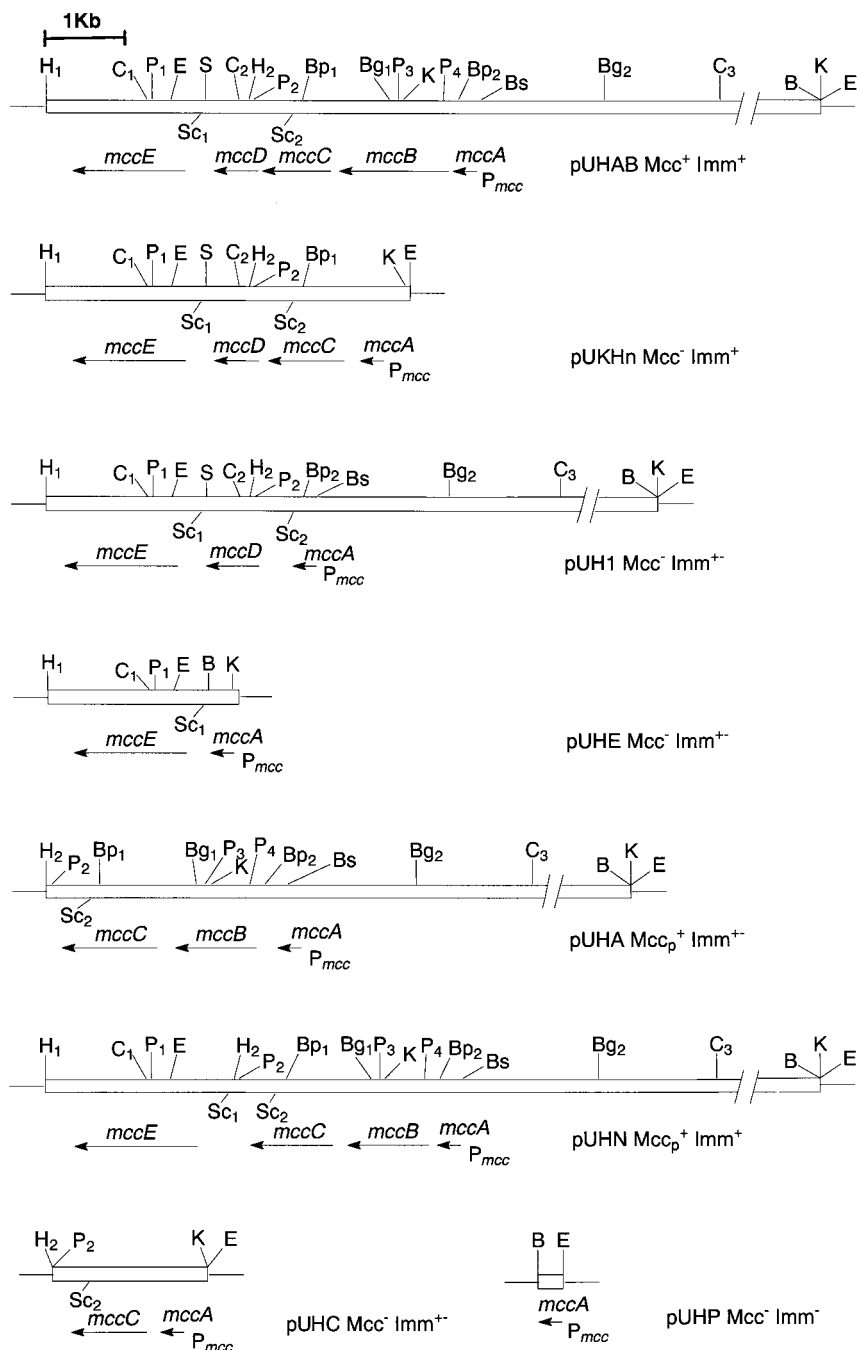 1Kb
H₁ C₁ P₁ E S C₂ H₂ P₂ Bp₁ Bg₁ P₃ K P₄ Bp₂ Bs Bg₂ C₃ B K E
Sc₁ Sc₂
mccE mccD mccC mccB mccA
Pmcc
pUHAB Mcc⁺ Imm⁺
H₁ C₁ P₁ E S C₂ H₂ P₂ Bp₁ K E
Sc₁ Sc₂
mccE mccD mccC mccA
Pmcc
pUKHn Mcc⁻ Imm⁺
H₁ C₁ P₁ E S C₂ H₂ P₂ Bp₂ Bs Bg₂ C₃ B K E
Sc₁ Sc₂
mccE mccD mccA
Pmcc
pUH1 Mcc⁻ Imm⁺⁻
H₁ C₁ P₁ E B K
Sc₁
mccE mccA
Pmcc
pUHE Mcc⁻ Imm⁺⁻
H₂ P₂ Bp₁ Bg₁ P₃ K P₄ Bp₂ Bs Bg₂ C₃ B K E
Sc₂
mccC mccB mccA
Pmcc
pUHA Mccp⁺ Imm⁺⁻
H₁ C₁ P₁ E H₂ P₂ Bp₁ Bg₁ P₃ K P₄ Bp₂ Bs Bg₂ C₃ B K E
Sc₁ Sc₂
mccE mccC mccB mccA
Pmcc
pUHN Mccp⁺ Imm⁺
H₂ P₂ K E
Sc₂
mccC mccA
Pmcc
pUHC Mcc⁻ Imm⁺⁻
B E
mccA
Pmcc
pUHP Mcc⁻ Imm⁻